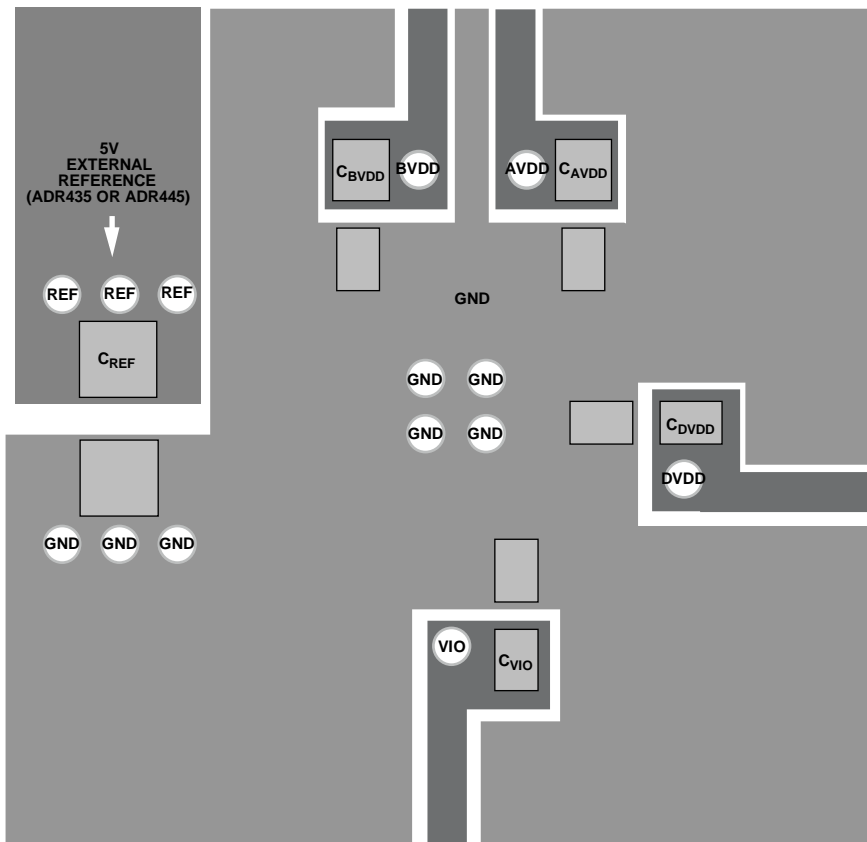 5V
EXTERNAL
REFERENCE
(ADR435 OR ADR445)
CBVDD
BVDD
AVDD
CAVDD
REF
REF
REF
GND
CREF
GND
GND
GND
GND
CDVDD
DVDD
GND
GND
GND
VIO
CVIO